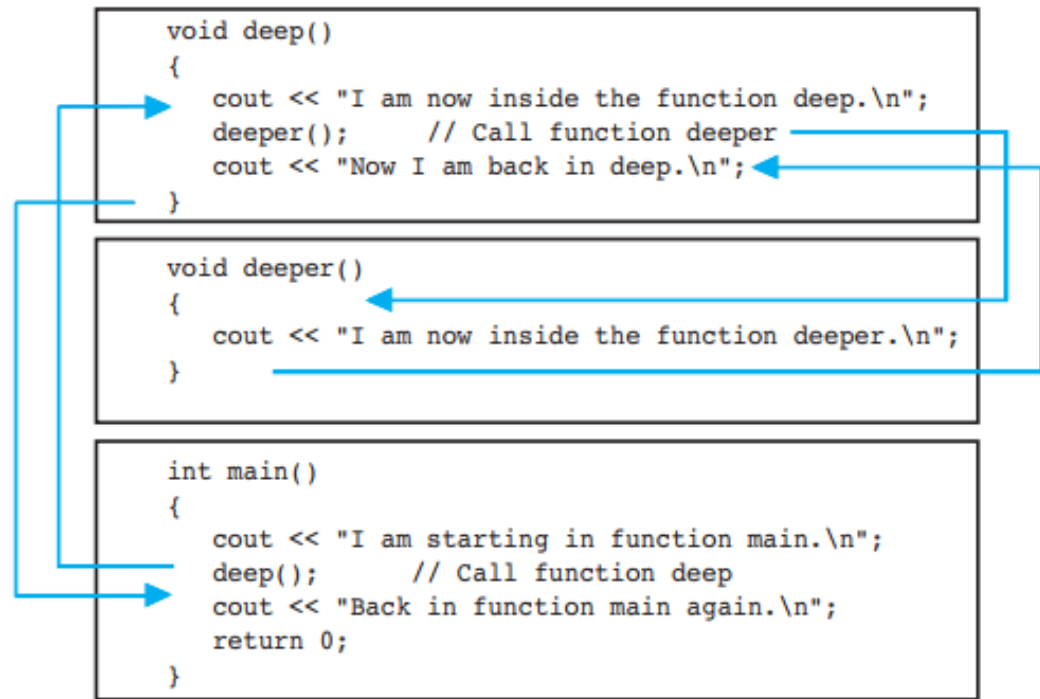 void deep()
{
cout << "I am now inside the function deep.\n";
deeper();      // Call function deeper
cout << "Now I am back in deep.\n";
}
void deeper()
{
cout << "I am now inside the function deeper.\n";
}
int main()
{
cout << "I am starting in function main.\n";
deep();      // Call function deep
cout << "Back in function main again.\n";
return 0;
}